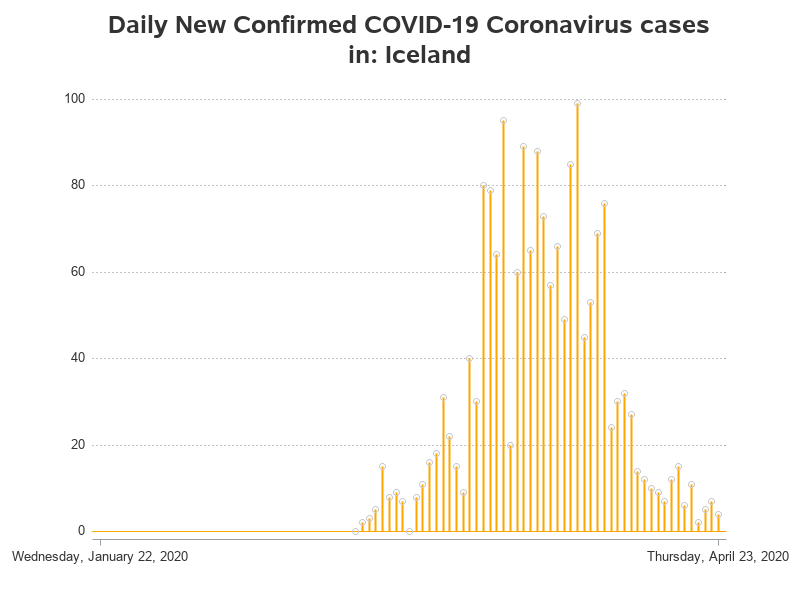 Daily New Confirmed COVID-19 Coronavirus cases
in: Iceland
100
80
60
40
20
0
Wednesday, January 22, 2020
Thursday, April 23, 2020